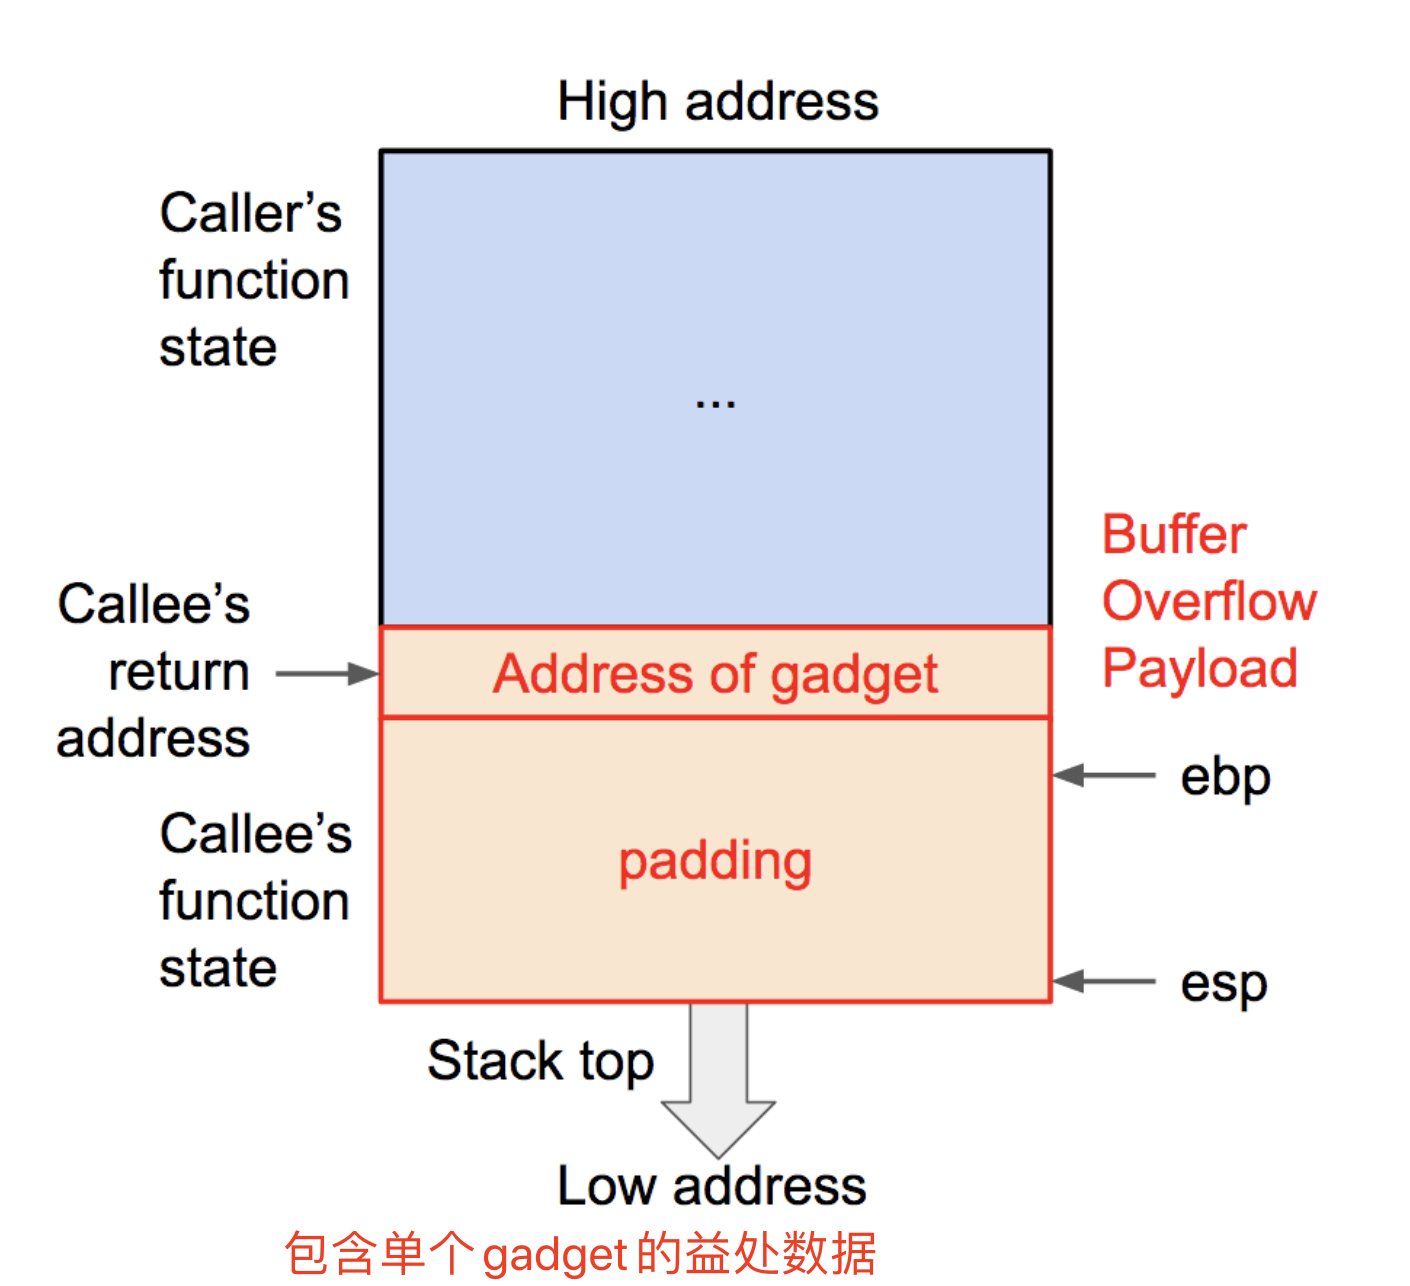 High address
Caller’s
function
state
...
Buffer
Overflow
Payload
Callee’s
return
address
Address of gadget
ebp
Callee’s
function
state
padding
esp
Stack top
Low address
包含单个gadget的益处数据